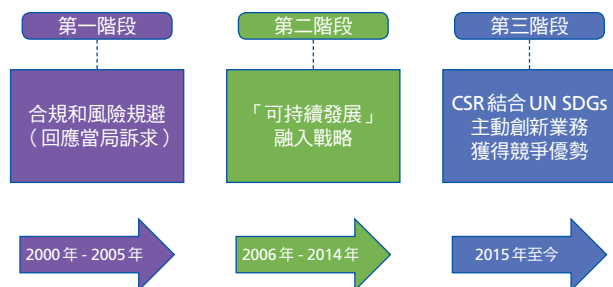 第一階段
第二階段
第三階段
合規和風險規避
（回應當局訴求）
「可持續發展」
融入戰略
CSR結合UN SDGs
主動創新業務
獲得競爭優勢
2000年 - 2005年
2006年 - 2014年
2015年至今